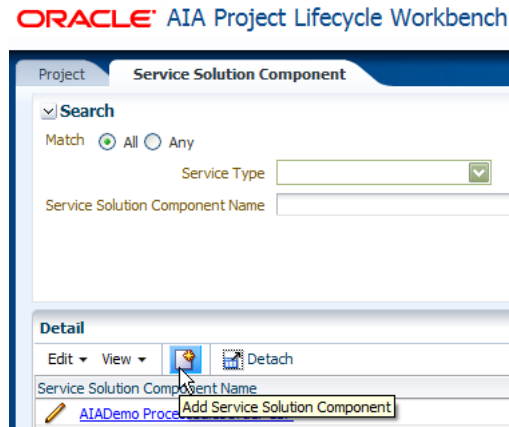 ORACLE AIA Project Lifecycle Workbench
Project Service Solution Component
Search
Match All Any
Service Type
Service Solution Component Name
Detail
Edit View Detach
Service Solution Component Name
Add Service Solution Component
AIADemo